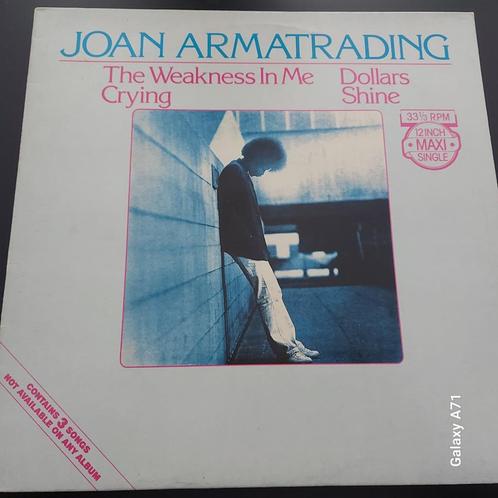 JOAN ARMATRADING
The Weakness In Me Dollars
Crying Shine
33⅓ RPM
12 INCH
MAXI
SINGLE
CONTAINS 3 SONGS
NOT AVAILABLE ON ANY ALBUM
Galaxy A71